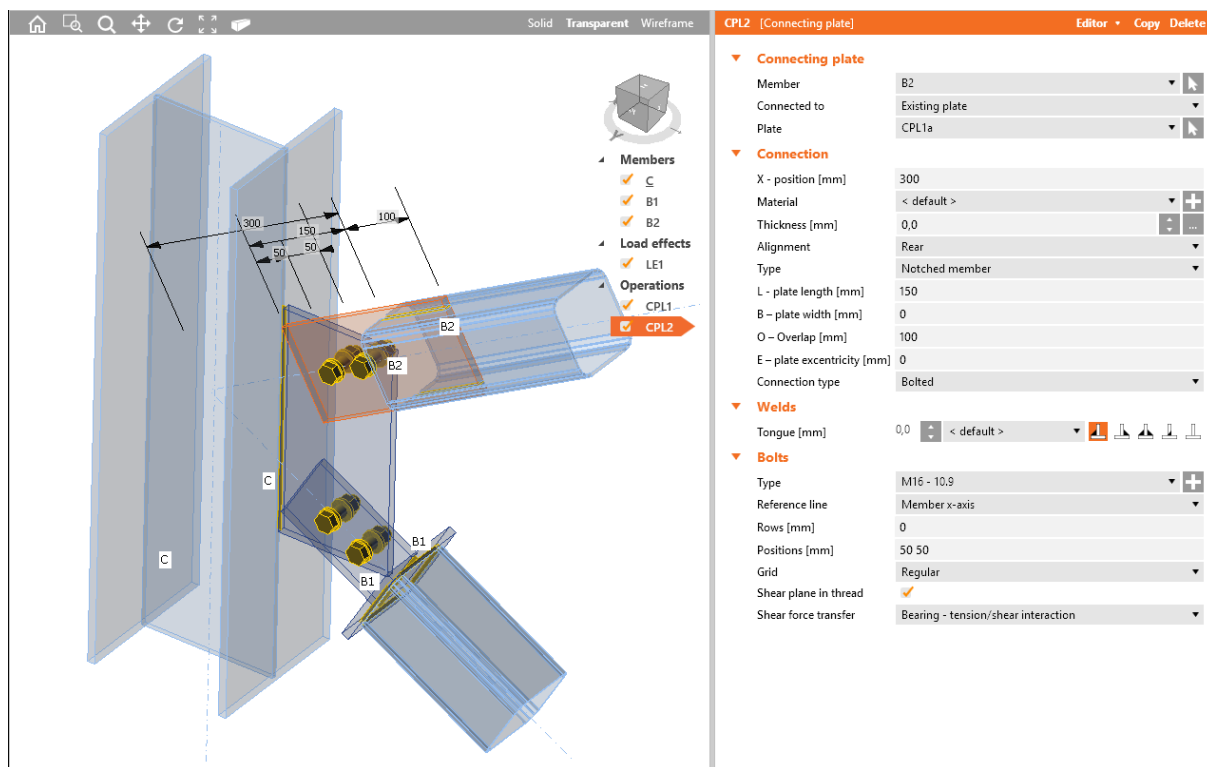 Solid Transparent Wireframe
CPL2 [Connecting plate] Editor Copy Delete
300
150
100
50
50
B2
B2
C
C
B1
B1
Members
C
B1
B2
Load effects
LE1
Operations
CPL1
CPL2
Connecting plate
Member B2
Connected to Existing plate
Plate CPL1a
Connection
X - position [mm] 300
Material < default >
Thickness [mm] 0,0 ...
Alignment Rear
Type Notched member
L - plate length [mm] 150
B – plate width [mm] 0
O – Overlap [mm] 100
E – plate excentricity [mm] 0
Connection type Bolted
Welds
Tongue [mm] 0,0 < default >
Bolts
Type M16 - 10.9
Reference line Member x-axis
Rows [mm] 0
Positions [mm] 50 50
Grid Regular
Shear plane in thread
Shear force transfer Bearing - tension/shear interaction